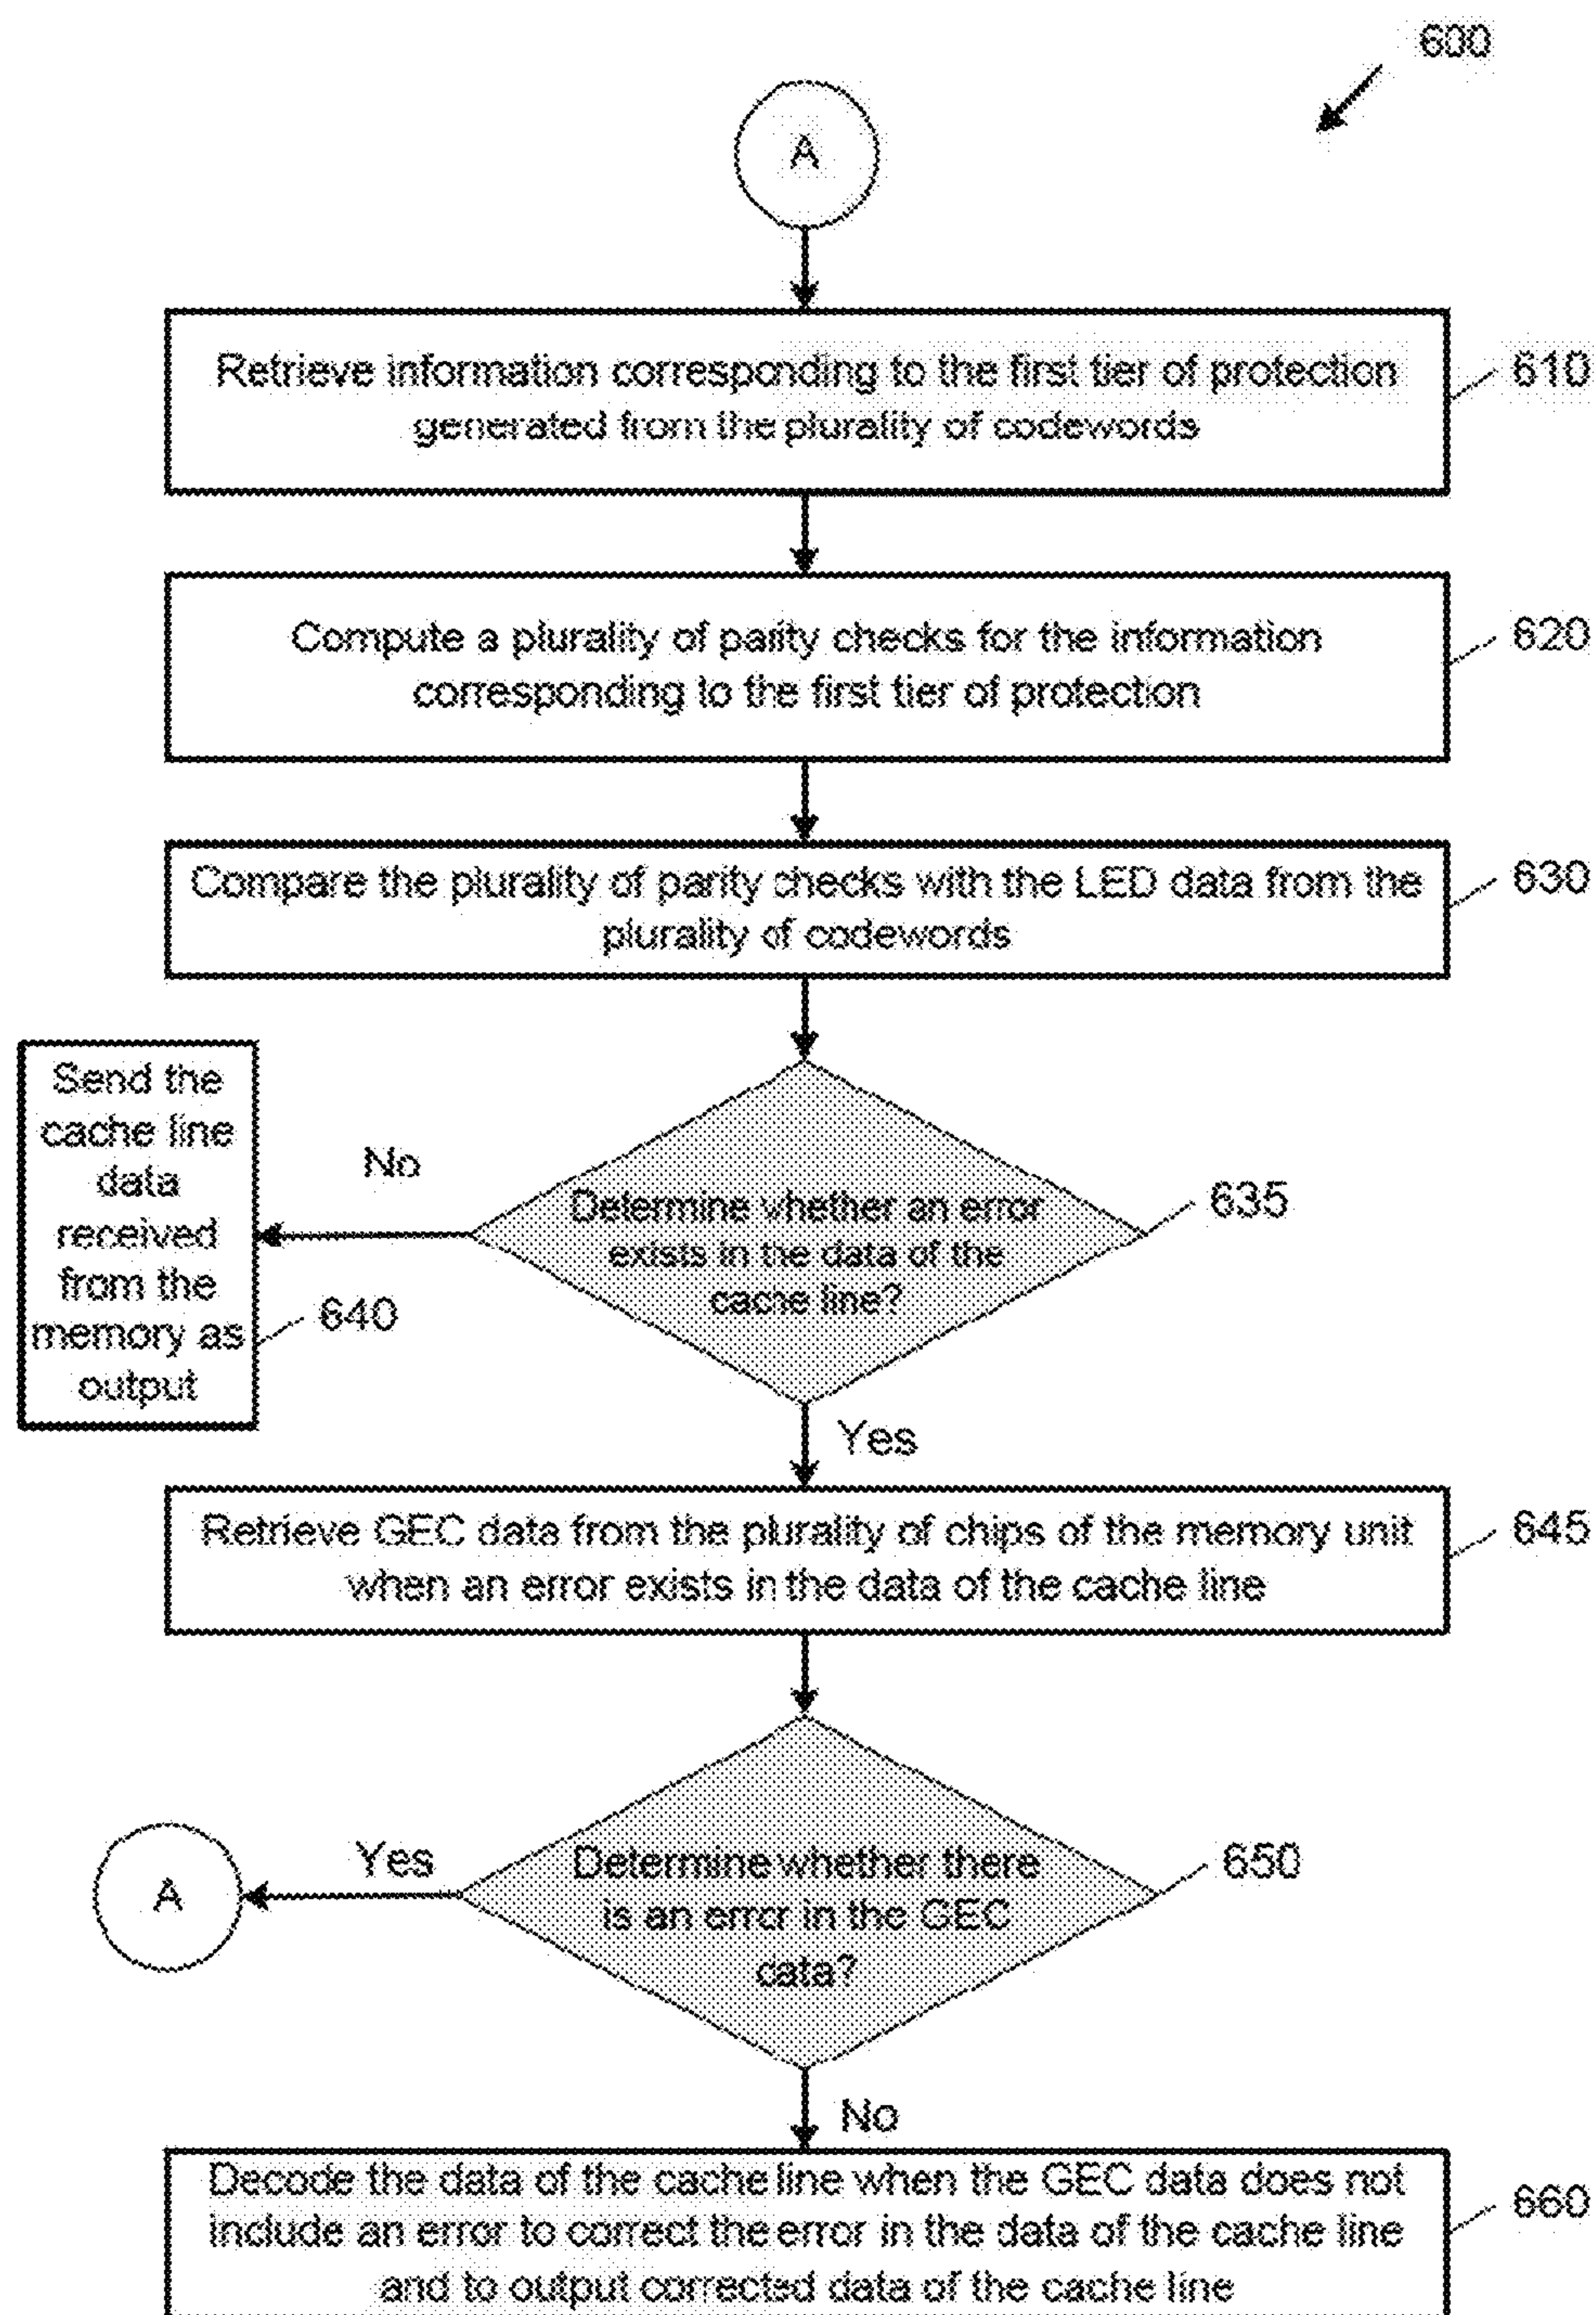 600
A
Retrieve information corresponding to the first tier of protection
generated from the plurality of codewords
610
Compute a plurality of parity checks for the information
corresponding to the first tier of protection
620
Compare the plurality of parity checks with the LED data from the
plurality of codewords
630
Determine whether an error
exists in the data of the
cache line?
635
No
Send the
cache line
data
received
from the
memory as
output
640
Yes
Retrieve GEC data from the plurality of chips of the memory unit
when an error exists in the data of the cache line
645
Determine whether there
is an error in the GEC
data?
650
Yes
A
No
Decode the data of the cache line when the GEC data does not
include an error to correct the error in the data of the cache line
and to output corrected data of the cache line
660